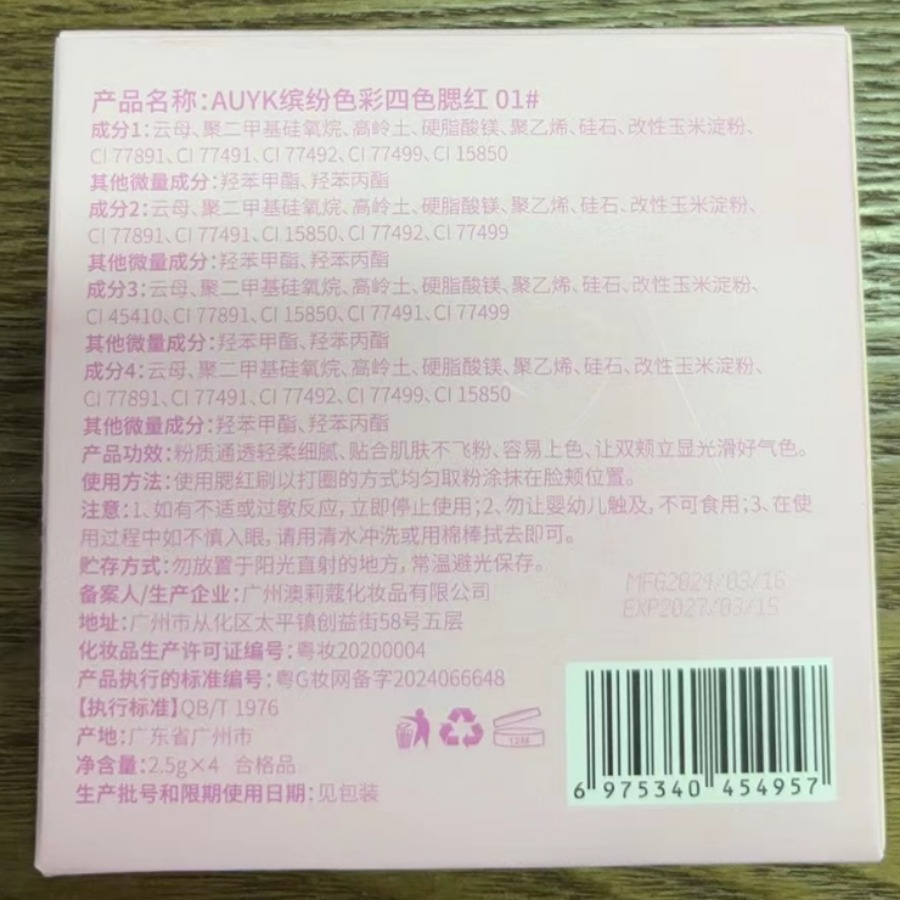 产品名称：AUYK缤纷色彩四色腮红 01#
成分1：云母、聚二甲基硅氧烷、高岭土、硬脂酸镁、聚乙烯、硅石、改性玉米淀粉、
CI 77891、CI 77491、CI 77492、CI 77499、CI 15850
其他微量成分：羟苯甲酯、羟苯丙酯
成分2：云母、聚二甲基硅氧烷、高岭土、硬脂酸镁、聚乙烯、硅石、改性玉米淀粉、
CI 77891、CI 77491、CI 15850、CI 77492、CI 77499
其他微量成分：羟苯甲酯、羟苯丙酯
成分3：云母、聚二甲基硅氧烷、高岭土、硬脂酸镁、聚乙烯、硅石、改性玉米淀粉、
CI 45410、CI 77891、CI 15850、CI 77491、CI 77499
其他微量成分：羟苯甲酯、羟苯丙酯
成分4：云母、聚二甲基硅氧烷、高岭土、硬脂酸镁、聚乙烯、硅石、改性玉米淀粉、
CI 77891、CI 77491、CI 77492、CI 77499、CI 15850
其他微量成分：羟苯甲酯、羟苯丙酯
产品功效：粉质通透轻柔细腻、贴合肌肤不飞粉、容易上色、让双颊立显光滑好气色。
使用方法：使用腮红刷以打圈的方式均匀取粉涂抹在脸颊位置。
注意：1、如有不适或过敏反应，立即停止使用；2、勿让婴幼儿触及，不可食用；3、在使
用过程中如不慎入眼，请用清水冲洗或用棉棒拭去即可。
贮存方式：勿放置于阳光直射的地方，常温避光保存。
备案人/生产企业：广州澳莉蔻化妆品有限公司
MFG2024/03/16
EXP2027/03/15
地址：广州市从化区太平镇创益街58号五层
化妆品生产许可证编号：粤妆20200004
产品执行的标准编号：粤G妆网备字2024066648
【执行标准】QB/T 1976
产地：广东省广州市
12M
净含量：2.5g×4 合格品
生产批号和限期使用日期：见包装
6 975340 454957